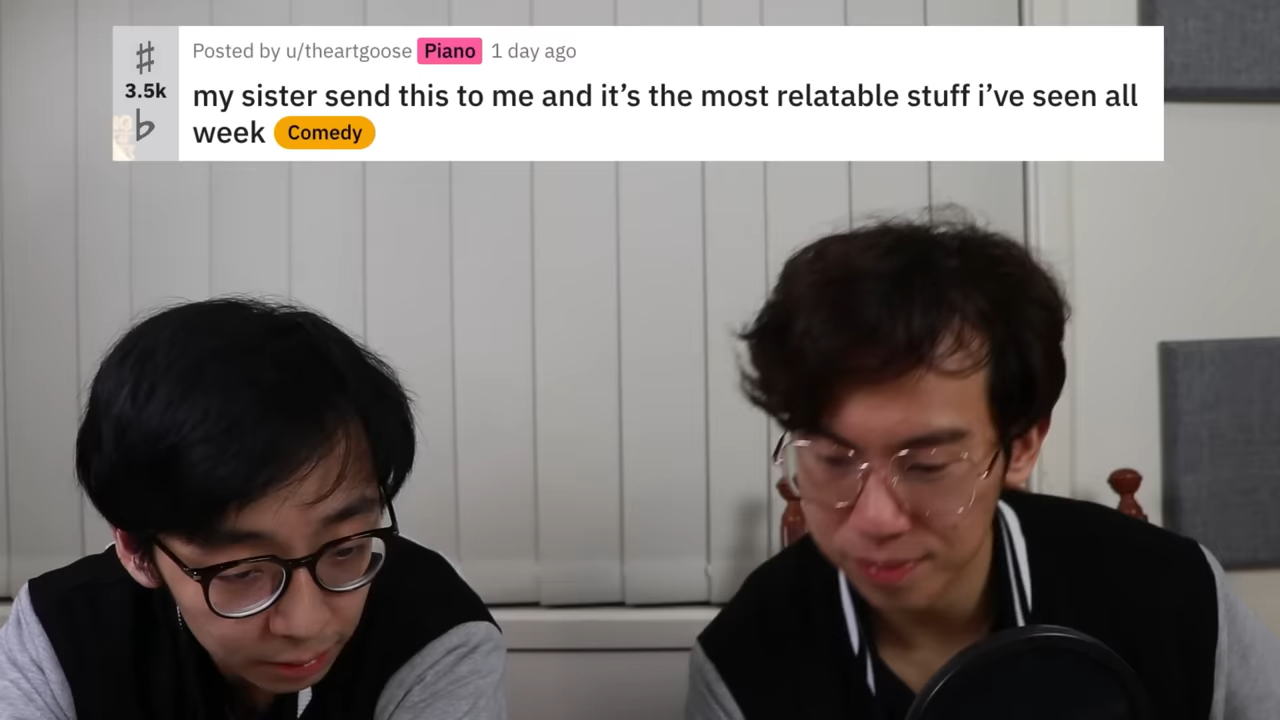 Posted by u/theartgoose Piano 1 day ago
3.5k
my sister send this to me and it’s the most relatable stuff i’ve seen all
week Comedy